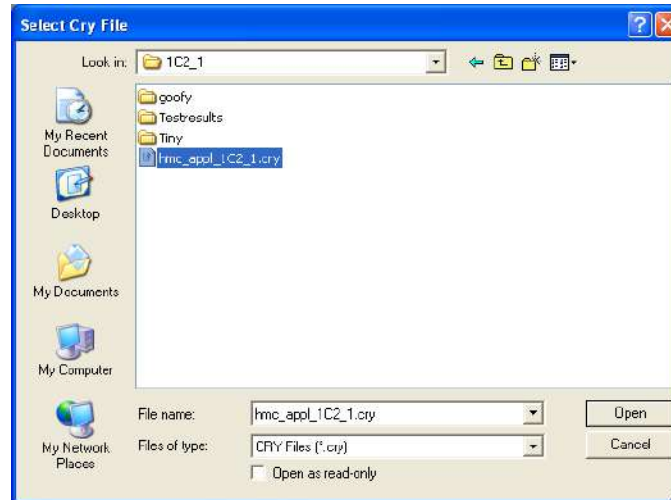 Select Cry File
Look in: 1C2_1
goofy
Testresults
Tiny
hmc_appl_1C2_1.cry
My Recent
Documents
Desktop
My Documents
My Computer
My Network
Places
File name: hmc_appl_1C2_1.cry Open
Files of type: CRY Files (*.cry) Cancel
Open as read-only